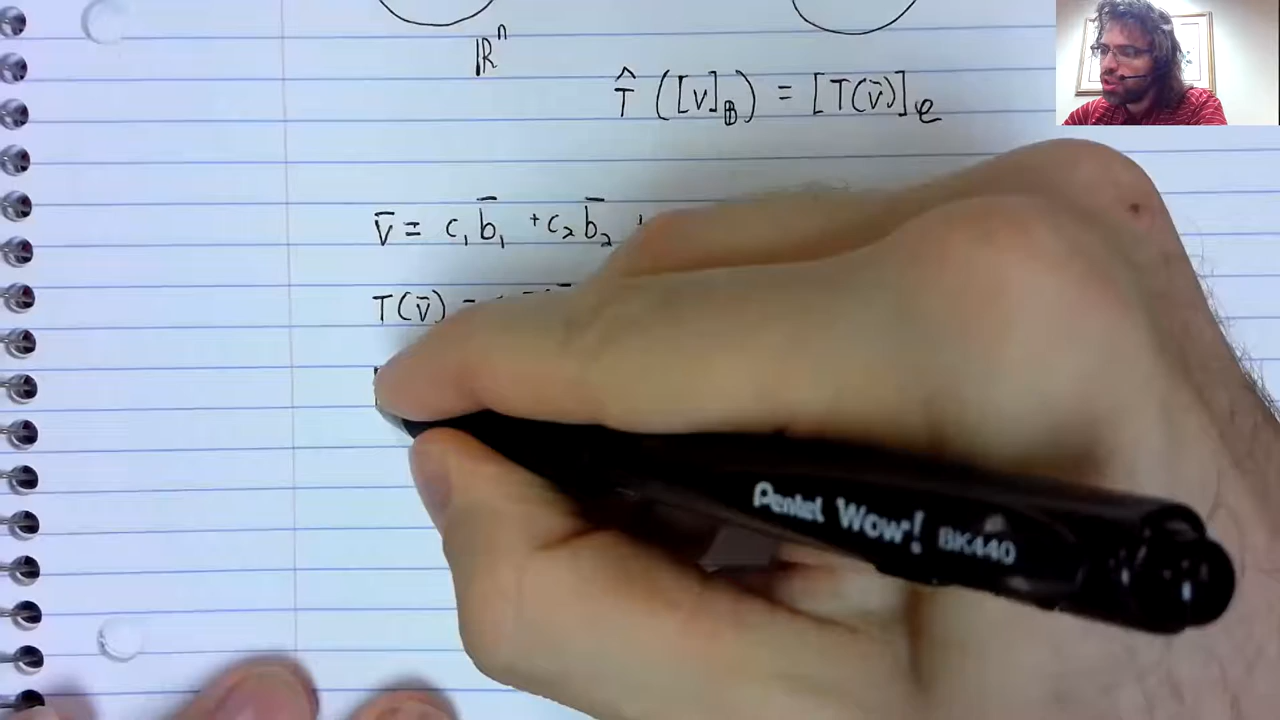 ℝⁿ
T̂ ([v]_B) = [T(v̄)]_e
v̄ = c₁b̄₁ + c₂b̄₂
T(v̄) =
Pentel Wow! BK440